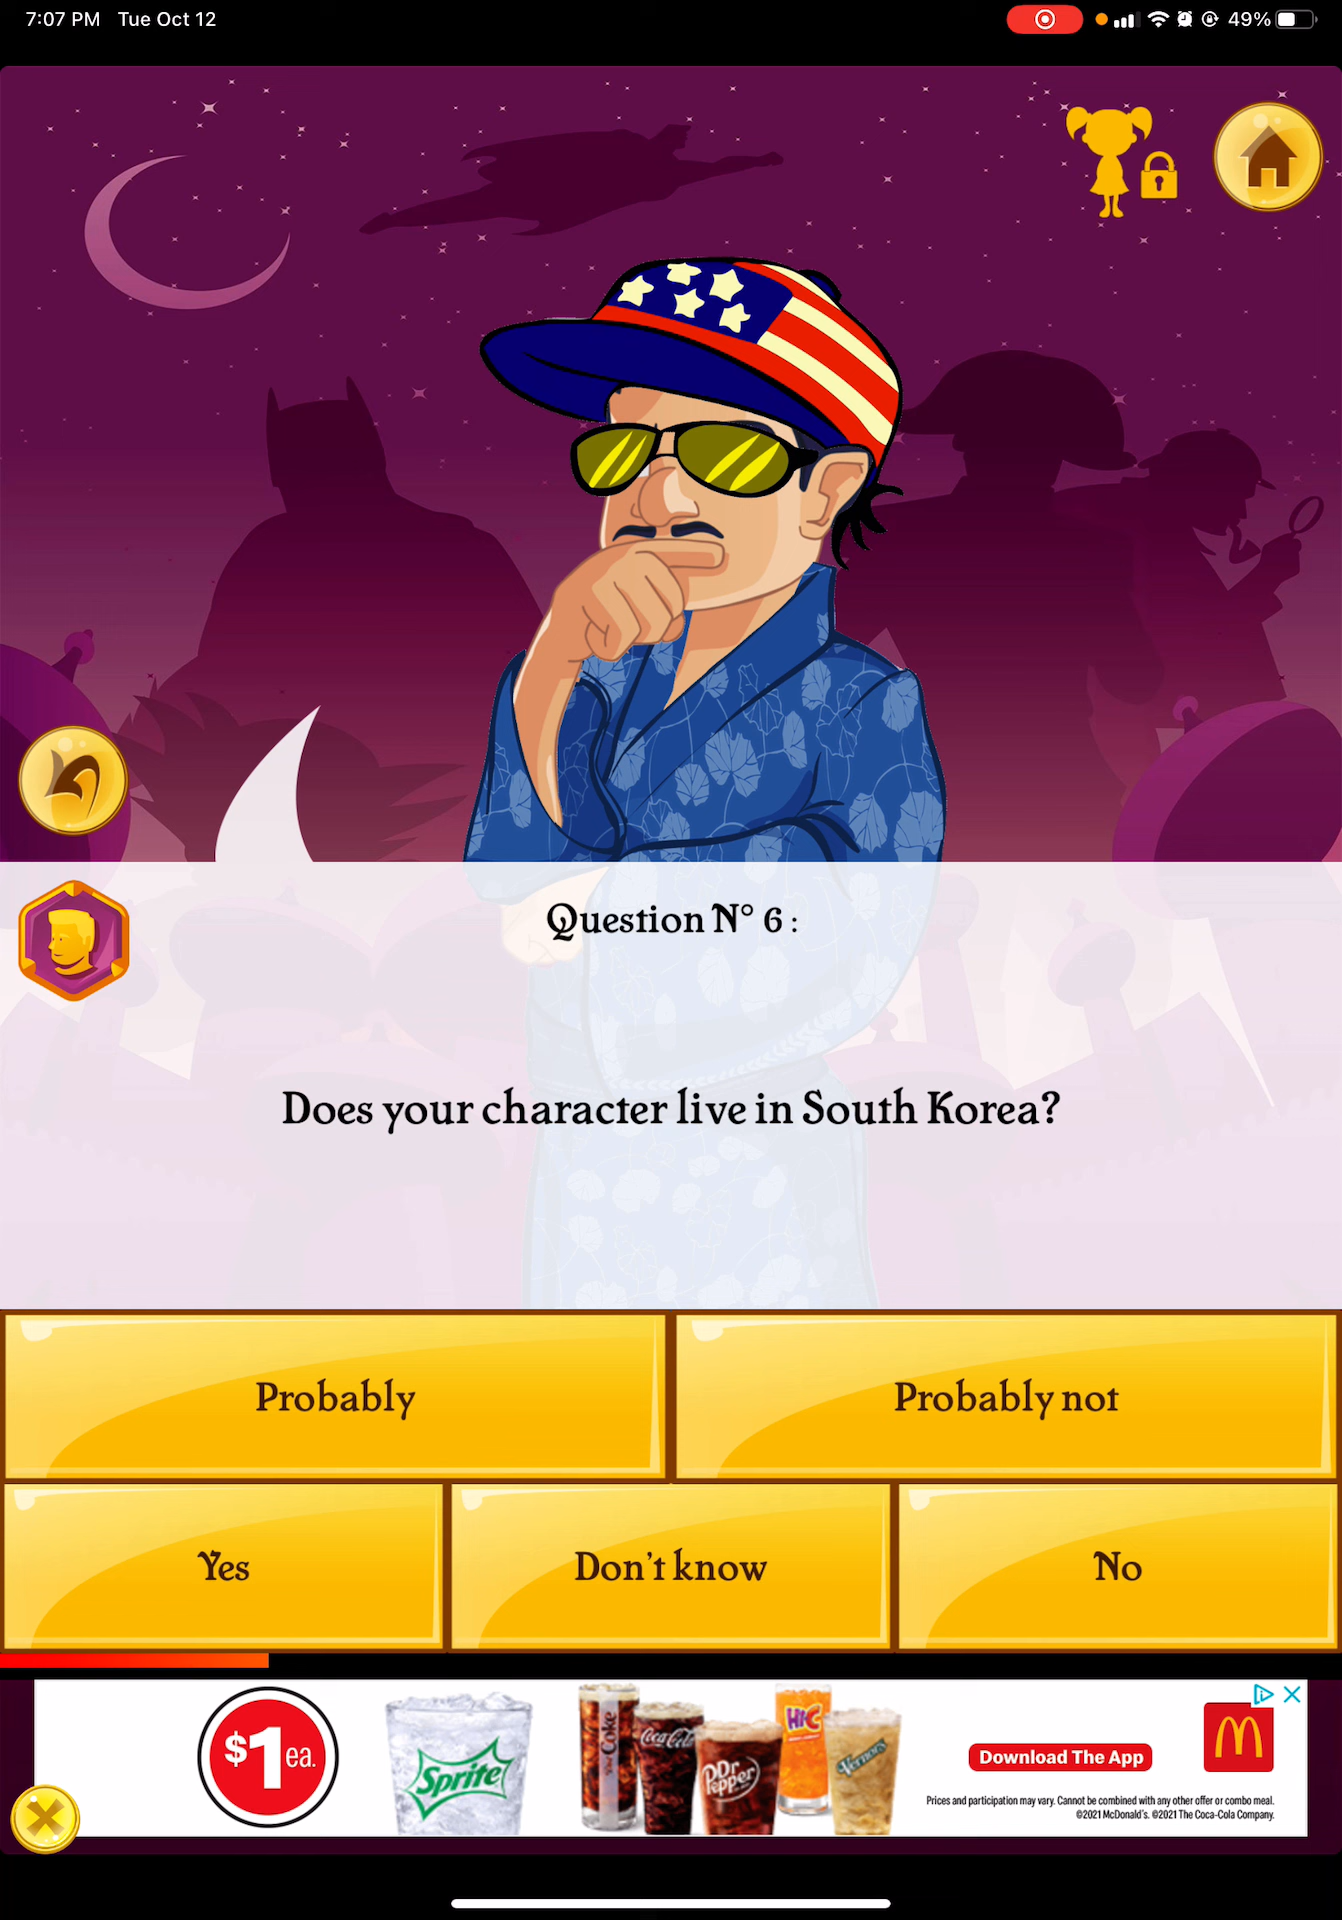 7:07 PM Tue Oct 12
49%
Question N° 6 :
Does your character live in South Korea?
Probably
Probably not
Yes
Don't know
No
$1 ea.
Sprite
Coke
Coca-Cola
Dr Pepper
Hi-C
Vernors
Download The App
Prices and participation may vary. Cannot be combined with any other offer or combo meal.
©2021 McDonald's. ©2021 The Coca-Cola Company.